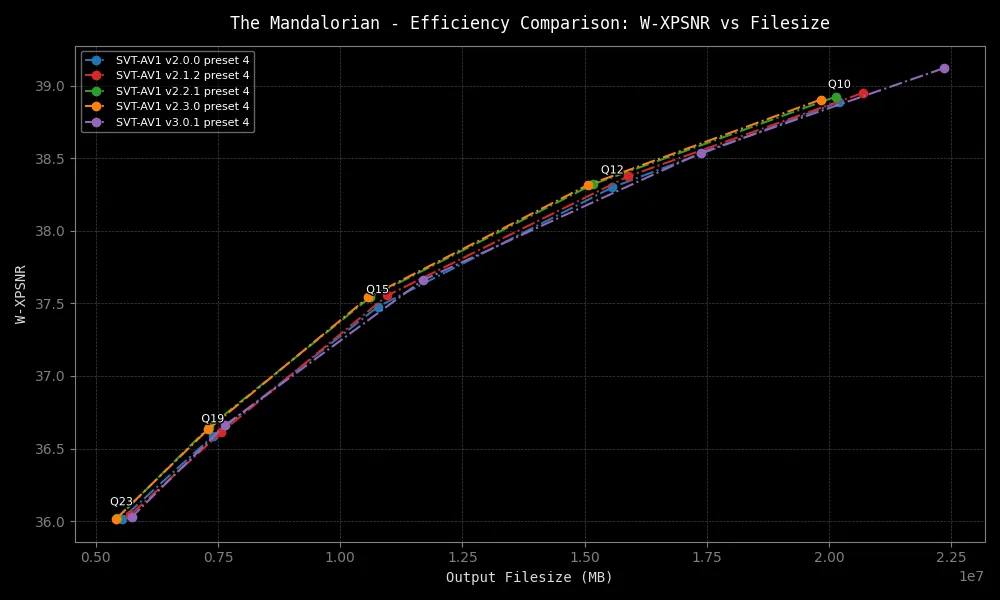 The Mandalorian - Efficiency Comparison: W-XPSNR vs Filesize
SVT-AV1 v2.0.0 preset 4
SVT-AV1 v2.1.2 preset 4
SVT-AV1 v2.2.1 preset 4
SVT-AV1 v2.3.0 preset 4
SVT-AV1 v3.0.1 preset 4
Q10
Q12
Q15
Q19
Q23
39.0
38.5
38.0
37.5
37.0
36.5
36.0
W-XPSNR
0.50 0.75 1.00 1.25 1.50 1.75 2.00 2.25
1e7
Output Filesize (MB)